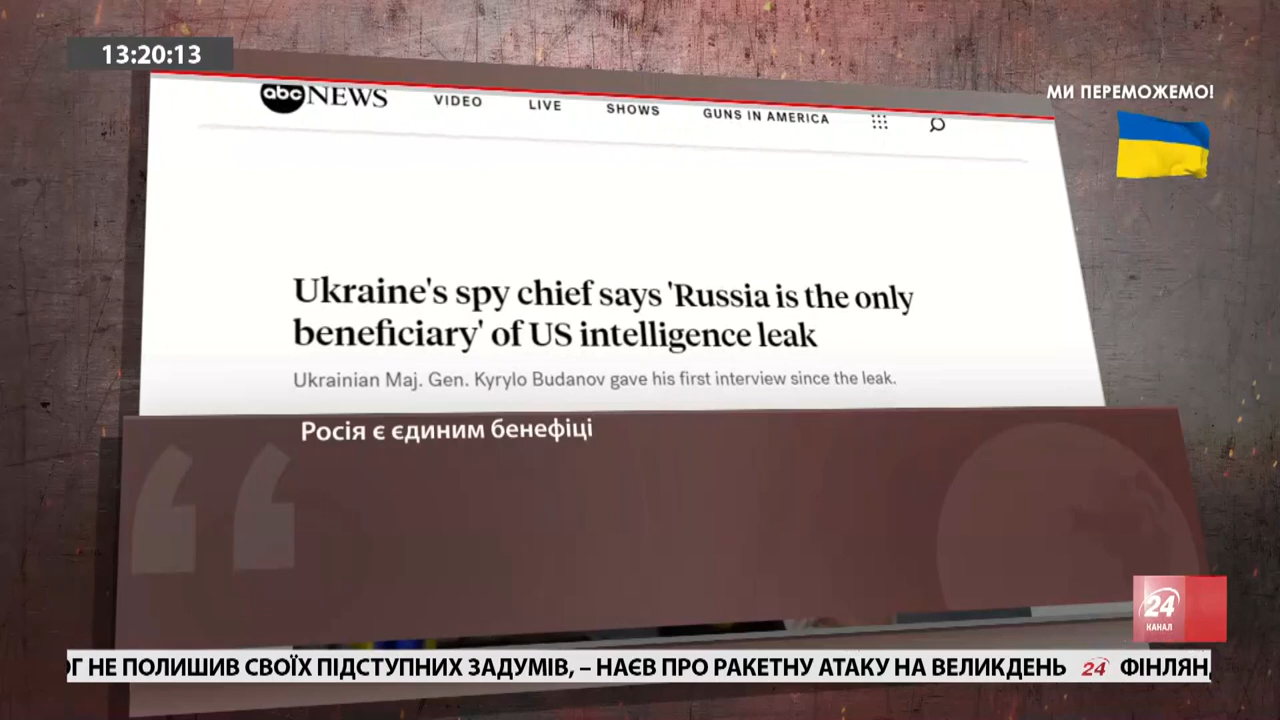 13:20:13
МИ ПЕРЕМОЖЕМО!
abc NEWS VIDEO LIVE SHOWS GUNS IN AMERICA
Ukraine's spy chief says 'Russia is the only
beneficiary' of US intelligence leak
Ukrainian Maj. Gen. Kyrylo Budanov gave his first interview since the leak.
Росія є єдиним бенефіці
24
КАНАЛ
НЕ ПОЛИШИВ СВОЇХ ПІДСТУПНИХ ЗАДУМІВ, – НАЄВ ПРО РАКЕТНУ АТАКУ НА ВЕЛИКДЕНЬ 24 ФІНЛЯН